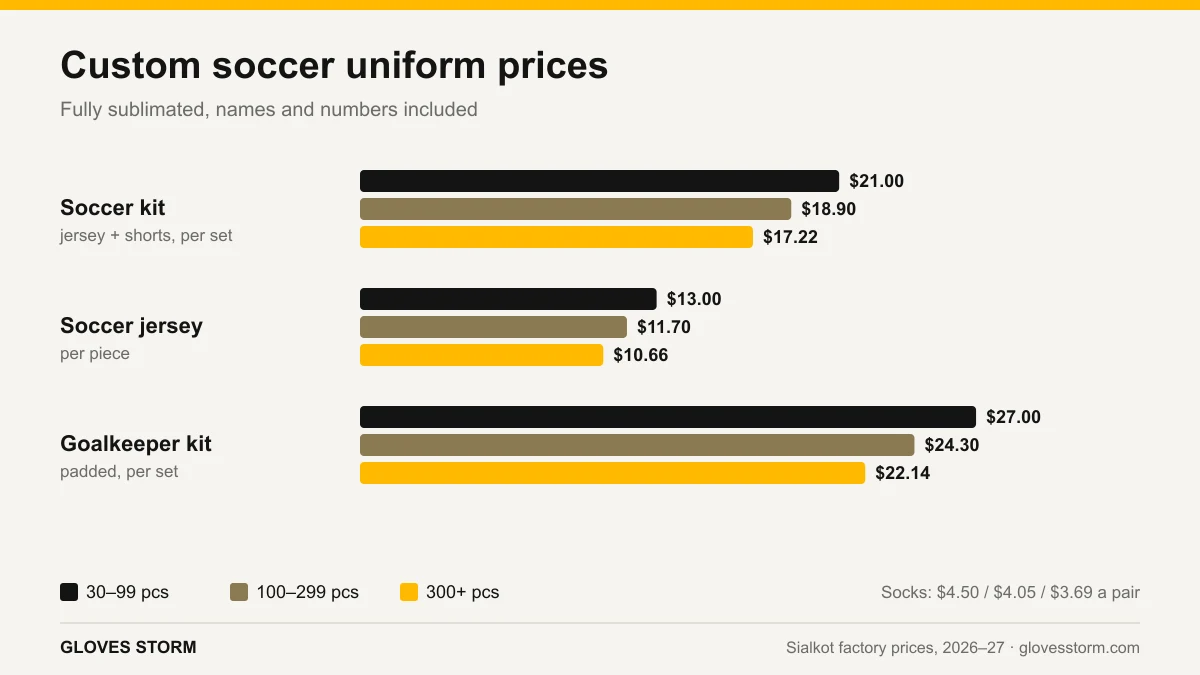 Custom soccer uniform prices
Fully sublimated, names and numbers included
Soccer kit
jersey + shorts, per set
$21.00
$18.90
$17.22
Soccer jersey
per piece
$13.00
$11.70
$10.66
Goalkeeper kit
padded, per set
$27.00
$24.30
$22.14
30–99 pcs
100–299 pcs
300+ pcs
Socks: $4.50 / $4.05 / $3.69 a pair
GLOVES STORM
Sialkot factory prices, 2026–27 · glovesstorm.com